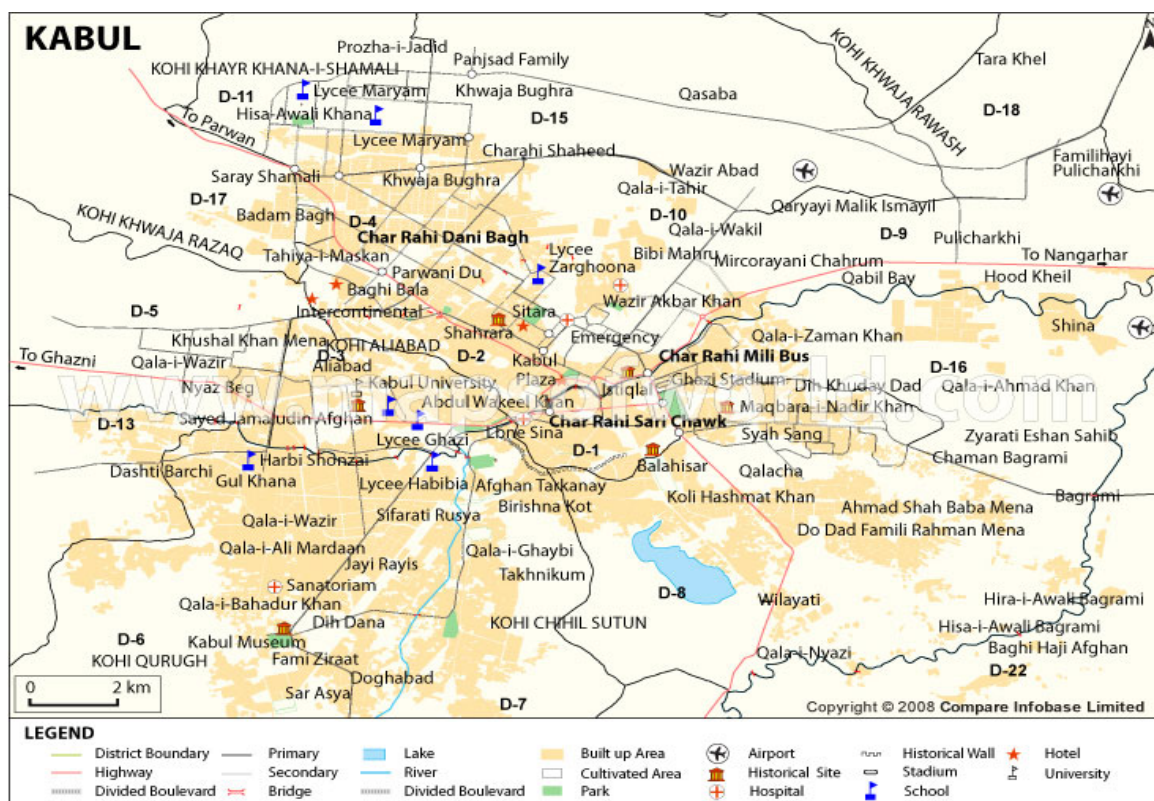 KABUL
Prozha-i-Jadid
Panjsad Family
KOHI KHAYR KHANA-I-SHAMALI
Lycee Maryam
Khwaja Bughra
Qasaba
KOHI KHWAJA RAWASH
Tara Khel
D-11
Hisa-Awali Khana
D-15
D-18
To Parwan
Lycee Maryam
Charahi Shaheed
Familihayi
Pulicharkhi
Saray Shamali
Khwaja Bughra
Wazir Abad
Qala-i-Tahir
D-17
Badam Bagh
D-4
D-10
Qaryayi Malik Ismayil
KOHI KHWAJA RAZAQ
Char Rahi Dani Bagh
Qala-i-Wakil
D-9
Pulicharkhi
Tahiya-i-Maskan
Lycee
Zarghoona
Bibi Mahru
Mircorayani Chahrum
To Nangarhar
Parwani Du
Baghi Bala
Qabil Bay
Hood Kheil
Intercontinental
Sitara
Wazir Akbar Khan
D-5
Shahrara
Emergency
Qala-i-Zaman Khan
Shina
Khushal Khan Mena
KOHI ALIABAD
To Ghazni
Qala-i-Wazir
D-3
Aliabad
D-2
Kabul
Plaza
Char Rahi Mili Bus
D-16
Nyaz Beg
Kabul University
Istiqlal
Ghazi Stadium
Dih Khuday Dad
Qala-i-Ahmad Khan
Abdul Wakeel Khan
Maqbara-i-Nadir Khan
D-13
Sayed Jamaludin Afghan
Char Rahi Sari Chawk
Lycee Ghazi
Ebne Sina
Syah Sang
Zyarati Eshan Sahib
D-1
Dashti Barchi
Harbi Shonzai
Balahisar
Qalacha
Chaman Bagrami
Gul Khana
Lycee Habibia
Afghan Tarkanay
Koli Hashmat Khan
Bagrami
Sifarati Rusya
Birishna Kot
Ahmad Shah Baba Mena
Qala-i-Wazir
Do Dad Famili Rahman Mena
Qala-i-Ali Mardaan
Qala-i-Ghaybi
Jayi Rayis
Takhnikum
Sanatoriam
D-8
Wilayati
Hira-i-Awali Bagrami
Qala-i-Bahadur Khan
Dih Dana
KOHI CHIHIL SUTUN
Hisa-i-Awali Bagrami
D-6
Kabul Museum
Baghi Haji Afghan
KOHI QURUGH
Fami Ziraat
Qala-i-Nyazi
D-22
Doghabad
0 2 km
Sar Asya
D-7
Copyright © 2008 Compare Infobase Limited
LEGEND
District Boundary
Primary
Lake
Built up Area
Airport
Historical Wall
Hotel
Highway
Secondary
River
Cultivated Area
Historical Site
Stadium
University
Divided Boulevard
Bridge
Divided Boulevard
Park
Hospital
School